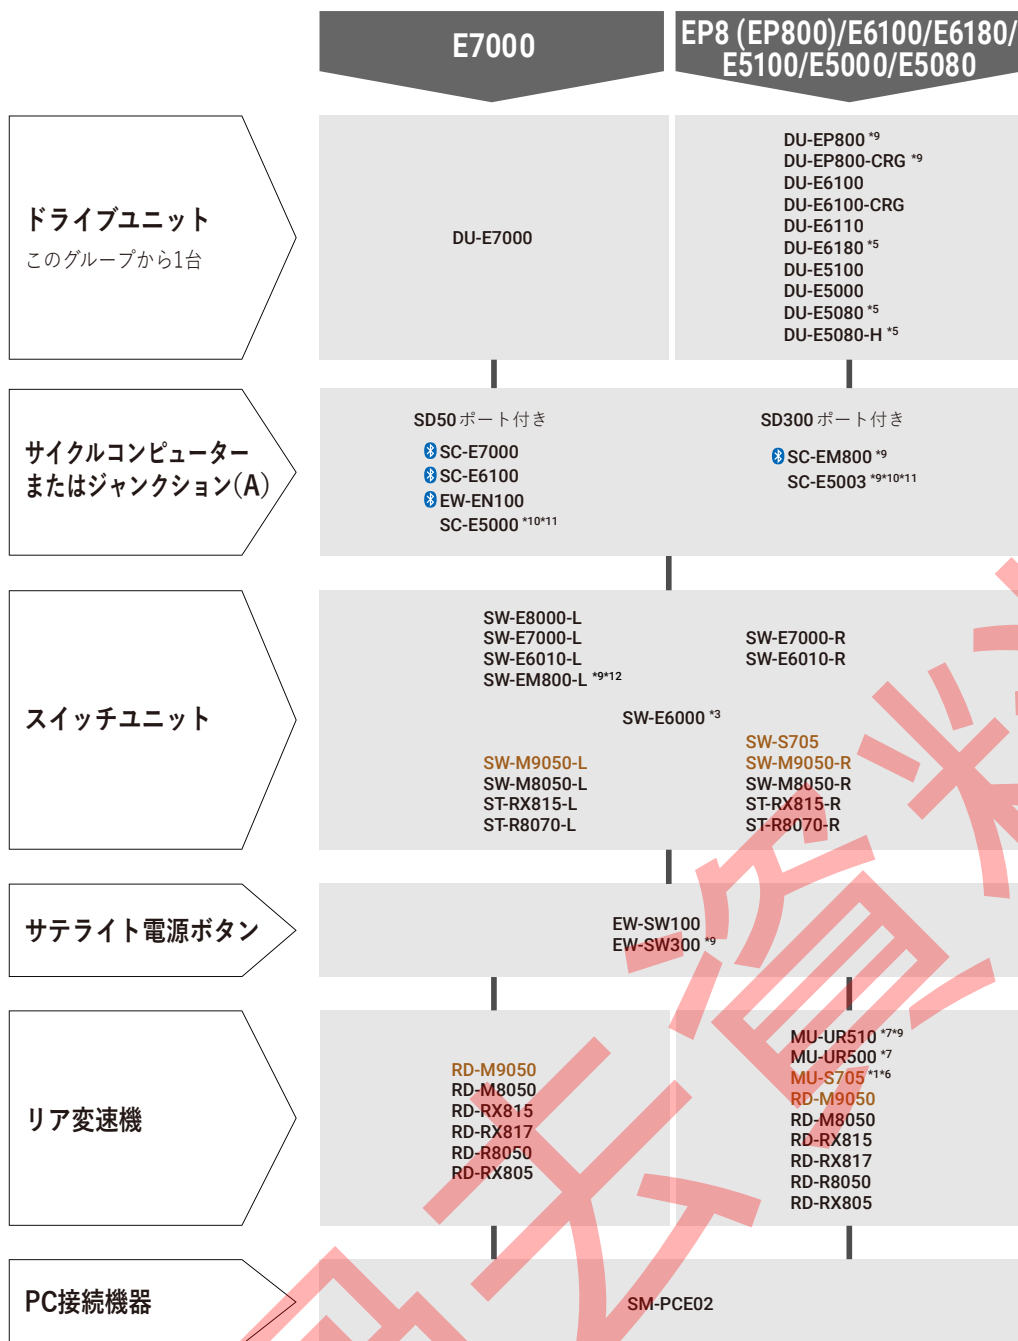 E7000
EP8 (EP800)/E6100/E6180/
E5100/E5000/E5080
ドライブユニット
このグループから1台
DU-E7000
DU-EP800 *9
DU-EP800-CRG *9
DU-E6100
DU-E6100-CRG
DU-E6110
DU-E6180 *5
DU-E5100
DU-E5000
DU-E5080 *5
DU-E5080-H *5
サイクルコンピューター
またはジャンクション(A)
SD50ポート付き
SC-E7000
SC-E6100
EW-EN100
SC-E5000 *10*11
SD300ポート付き
SC-EM800 *9
SC-E5003 *9*10*11
スイッチユニット
SW-E8000-L
SW-E7000-L
SW-E6010-L
SW-EM800-L *9*12
SW-E7000-R
SW-E6010-R
SW-E6000 *3
SW-M9050-L
SW-M8050-L
ST-RX815-L
ST-R8070-L
SW-S705
SW-M9050-R
SW-M8050-R
ST-RX815-R
ST-R8070-R
サテライト電源ボタン
EW-SW100
EW-SW300 *9
リア変速機
RD-M9050
RD-M8050
RD-RX815
RD-RX817
RD-R8050
RD-RX805
MU-UR510 *7*9
MU-UR500 *7
MU-S705 *1*6
RD-M9050
RD-M8050
RD-RX815
RD-RX817
RD-R8050
RD-RX805
PC接続機器
SM-PCE02